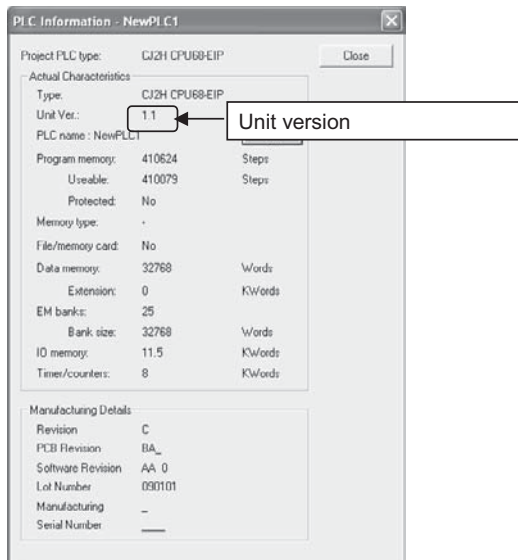 PLC Information - NewPLC1
Project PLC type: CJ2H CPU68-EIP Close
Actual Characteristics
Type: CJ2H CPU68-EIP
Unit Ver.: 1.1
Unit version
PLC name : NewPLC1
Program memory: 410624 Steps
Useable: 410079 Steps
Protected: No
Memory type: -
File/memory card: No
Data memory: 32768 Words
Extension: 0 KWords
EM banks: 25
Bank size: 32768 Words
IO memory: 11.5 KWords
Timer/counters: 8 KWords
Manufacturing Details
Revision C
PCB Revision BA_
Software Revision AA 0
Lot Number 090101
Manufacturing _
Serial Number ____